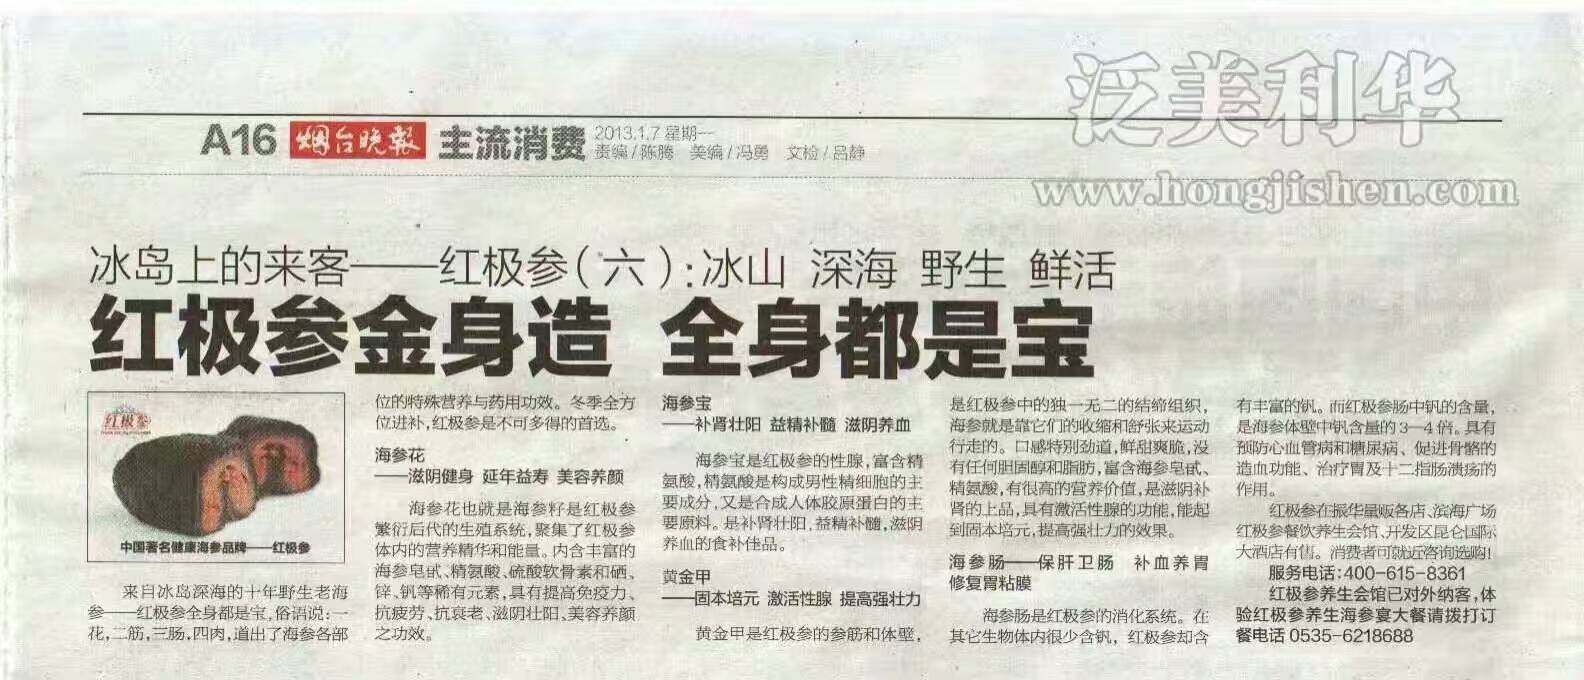 泛美利华
www.hongjishen.com
A16 烟台晚报 主流消费 2013.1.7 星期一
责编/陈腾 美编/冯勇 文检/吕静
冰岛上的来客——红极参(六):冰山 深海 野生 鲜活
红极参金身造 全身都是宝
红极参
中国著名健康海参品牌——红极参
来自冰岛深海的十年野生老海
参——红极参全身都是宝,俗语说:一
花,二筋,三肠,四肉,道出了海参各部
位的特殊营养与药用功效。冬季全方
位进补,红极参是不可多得的首选。
海参花
——滋阴健身 延年益寿 美容养颜
海参花也就是海参籽是红极参
繁衍后代的生殖系统,聚集了红极参
体内的营养精华和能量。内含丰富的
海参皂甙、精氨酸、硫酸软骨素和硒、
锌、钒等稀有元素,具有提高免疫力、
抗疲劳、抗衰老、滋阴壮阳、美容养颜
之功效。
海参宝
——补肾壮阳 益精补髓 滋阴养血
海参宝是红极参的性腺,富含精
氨酸,精氨酸是构成男性精细胞的主
要成分,又是合成人体胶原蛋白的主
要原料。是补肾壮阳,益精补髓,滋阴
养血的食补佳品。
黄金甲
——固本培元 激活性腺 提高强壮力
黄金甲是红极参的参筋和体壁,
是红极参中的独一无二的结缔组织,
海参就是靠它们的收缩和舒张来运动
行走的。口感特别劲道,鲜甜爽脆,没
有任何胆固醇和脂肪,富含海参皂甙、
精氨酸,有很高的营养价值,是滋阴补
肾的上品,具有激活性腺的功能,能起
到固本培元,提高强壮力的效果。
海参肠——保肝卫肠 补血养胃
修复胃粘膜
海参肠是红极参的消化系统。在
其它生物体内很少含钒,红极参却含
有丰富的钒。而红极参肠中钒的含量,
是海参体壁中钒含量的3—4倍。具有
预防心血管病和糖尿病、促进骨骼的
造血功能、治疗胃及十二指肠溃疡的
作用。
红极参在振华量贩各店、滨海广场
红极参餐饮养生会馆、开发区昆仑国际
大酒店有售。消费者可就近咨询选购!
服务电话:400-615-8361
红极参养生会馆已对外纳客,体
验红极参养生海参宴大餐请拨打订
餐电话 0535-6218688